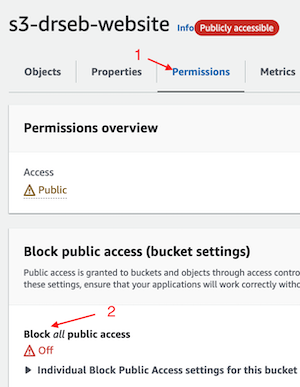 s3-drseb-website Info Publicly accessible
1
Objects Properties Permissions Metrics
Permissions overview
Access
Public
Block public access (bucket settings)
Public access is granted to buckets and objects through access contro
these settings, ensure that your applications will work correctly witho
2
Block all public access
Off
Individual Block Public Access settings for this bucket